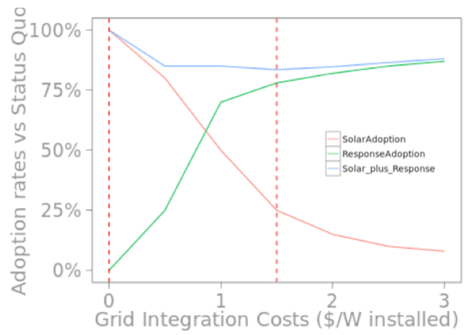 Adoption rates vs Status Quo
100%
75%
50%
25%
0%
SolarAdoption
ResponseAdoption
Solar_plus_Response
0 1 2 3
Grid Integration Costs ($/W installed)